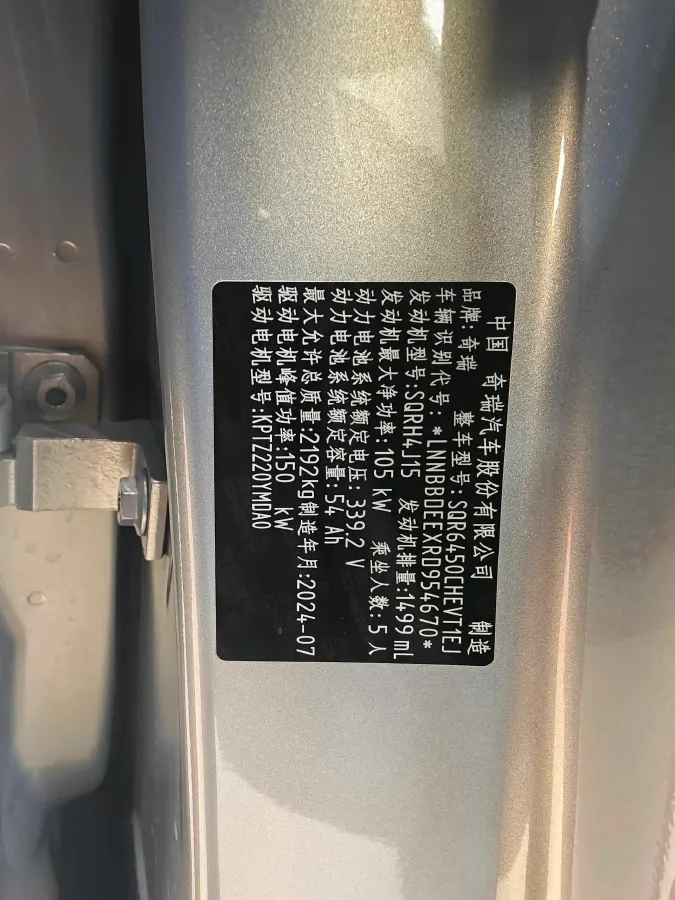 中国 奇瑞汽车股份有限公司 制造
品牌:奇瑞 整车型号:SQR6450CHEVT1EJ
车辆识别代号:*LNNBBDEEXRD954670*
发动机型号:SQRH4J15 发动机排量:1499 mL
发动机最大净功率:105 kW 乘坐人数:5 人
动力电池系统额定电压:339.2 V
动力电池系统额定容量:54 Ah
最大允许总质量:2192kg制造年月:2024-07
驱动电机峰值功率:150 kW
驱动电机型号:KPTZ220YMDA0